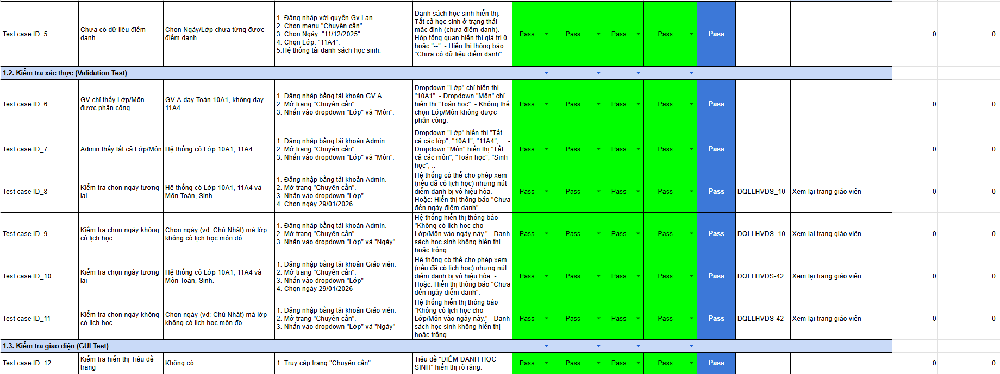 Test case ID_5
Chưa có dữ liệu điểm
danh
Chọn Ngày/Lớp chưa từng được
điểm danh.
1. Đăng nhập với quyền Gv Lan
2. Chọn menu "Chuyên cần".
3. Chọn Ngày: "11/12/2025".
4. Chọn Lớp: "11A4".
5.Hệ thống tải danh sách học sinh.
Danh sách học sinh hiển thị. -
Tất cả học sinh ở trạng thái
mặc định (chưa điểm danh). -
Hộp tổng quan hiển thị giá trị 0
hoặc "--". - Hiển thị thông báo
"Chưa có dữ liệu điểm danh".
Pass
Pass
Pass
Pass
Pass
0
0
1.2. Kiểm tra xác thực (Validation Test)
Test case ID_6
GV chỉ thấy Lớp/Môn
được phân công
GV A dạy Toán 10A1, không dạy
11A4.
1. Đăng nhập bằng tài khoản GV A.
2. Mở trang "Chuyên cần".
3. Nhấn vào dropdown "Lớp" và "Môn".
Dropdown "Lớp" chỉ hiển thị
"10A1". - Dropdown "Môn" chỉ
hiển thị "Toán học". - Không thể
chọn Lớp/Môn không được
phân công.
Pass
Pass
Pass
Pass
Pass
0
0
Test case ID_7
Admin thấy tất cả Lớp/Môn
Hệ thống có Lớp 10A1, 11A4
1. Đăng nhập bằng tài khoản Admin.
2. Mở trang "Chuyên cần".
3. Nhấn vào dropdown "Lớp" và "Môn".
Dropdown "Lớp" hiển thị "Tất
cả các lớp", "10A1", "11A4", ... -
Dropdown "Môn" hiển thị "Tất
cả các môn", "Toán học", "Sinh
học", ..
Pass
Pass
Pass
Pass
Pass
0
0
Test case ID_8
Kiểm tra chọn ngày tương
lai
Hệ thống có Lớp 10A1, 11A4 và
Môn Toán, Sinh.
1. Đăng nhập bằng tài khoản Admin.
2. Mở trang "Chuyên cần".
3. Nhấn vào dropdown "Lớp"
4. Chọn ngày 29/01/2026
Hệ thống có thể cho phép xem
(nếu đã có lịch học) nhưng nút
điểm danh bị vô hiệu hóa. -
Hoặc: Hiển thị thông báo "Chưa
đến ngày điểm danh".
Pass
Pass
Pass
Pass
Pass
DQLLHVDS_10
Xem lại trang giáo viên
0
0
Test case ID_9
Kiểm tra chọn ngày không
có lịch học
Chọn ngày (vd: Chủ Nhật) mà lớp
không có lịch học môn đó.
1. Đăng nhập bằng tài khoản Admin.
2. Mở trang "Chuyên cần".
3. Nhấn vào dropdown "Lớp" và "Ngày"
Hệ thống hiển thị thông báo
"Không có lịch học cho
Lớp/Môn vào ngày này." - Danh
sách học sinh không hiển thị
hoặc trống.
Pass
Pass
Pass
Pass
Pass
DQLLHVDS_10
Xem lại trang giáo viên
0
0
Test case ID_10
Kiểm tra chọn ngày tương
lai
Hệ thống có Lớp 10A1, 11A4 và
Môn Toán, Sinh.
1. Đăng nhập bằng tài khoản Giáo viên.
2. Mở trang "Chuyên cần".
3. Nhấn vào dropdown "Lớp"
4. Chọn ngày 29/01/2026
Hệ thống có thể cho phép xem
(nếu đã có lịch học) nhưng nút
điểm danh bị vô hiệu hóa. -
Hoặc: Hiển thị thông báo "Chưa
đến ngày điểm danh".
Pass
Pass
Pass
Pass
Pass
DQLLHVDS-42
Xem lại trang giáo viên
0
0
Test case ID_11
Kiểm tra chọn ngày không
có lịch học
Chọn ngày (vd: Chủ Nhật) mà lớp
không có lịch học môn đó.
1. Đăng nhập bằng tài khoản Giáo viên.
2. Mở trang "Chuyên cần".
3. Nhấn vào dropdown "Lớp" và "Ngày"
Hệ thống hiển thị thông báo
"Không có lịch học cho
Lớp/Môn vào ngày này." - Danh
sách học sinh không hiển thị
hoặc trống.
Pass
Pass
Pass
Pass
Pass
DQLLHVDS-42
Xem lại trang giáo viên
0
0
1.3. Kiểm tra giao diện (GUI Test)
Test case ID_12
Kiểm tra hiển thị Tiêu đề
trang
Không có
1. Truy cập trang "Chuyên cần".
Tiêu đề "ĐIỂM DANH HỌC
SINH" hiển thị rõ ràng.
Pass
Pass
Pass
Pass
Pass
0
0